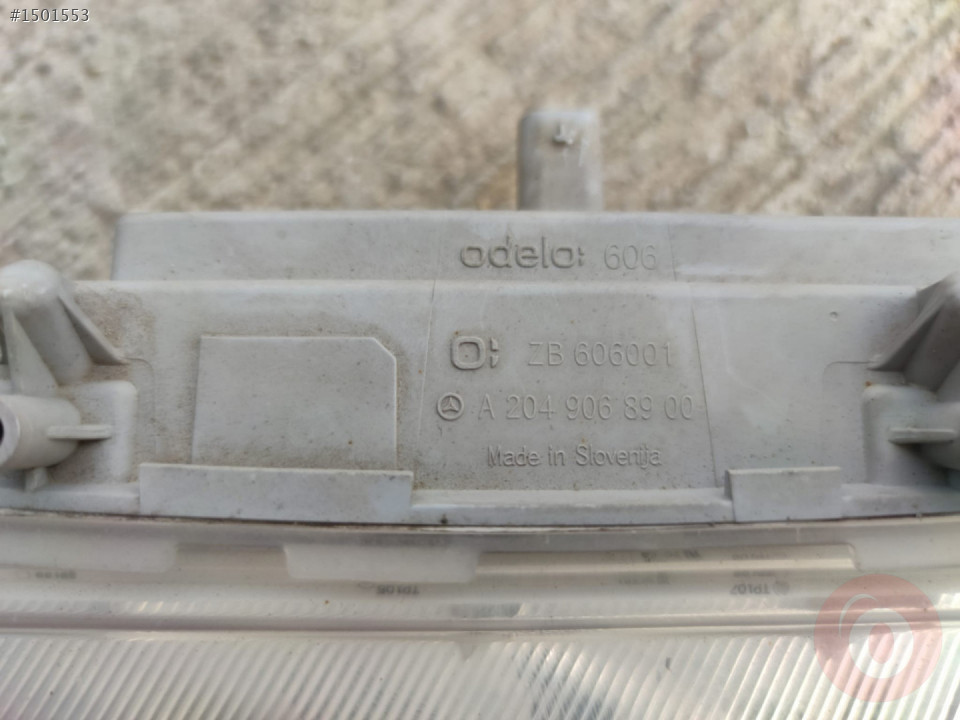 #1501553
odelo: 606
ZB 606001
A 204 906 89 00
Made in Slovenija